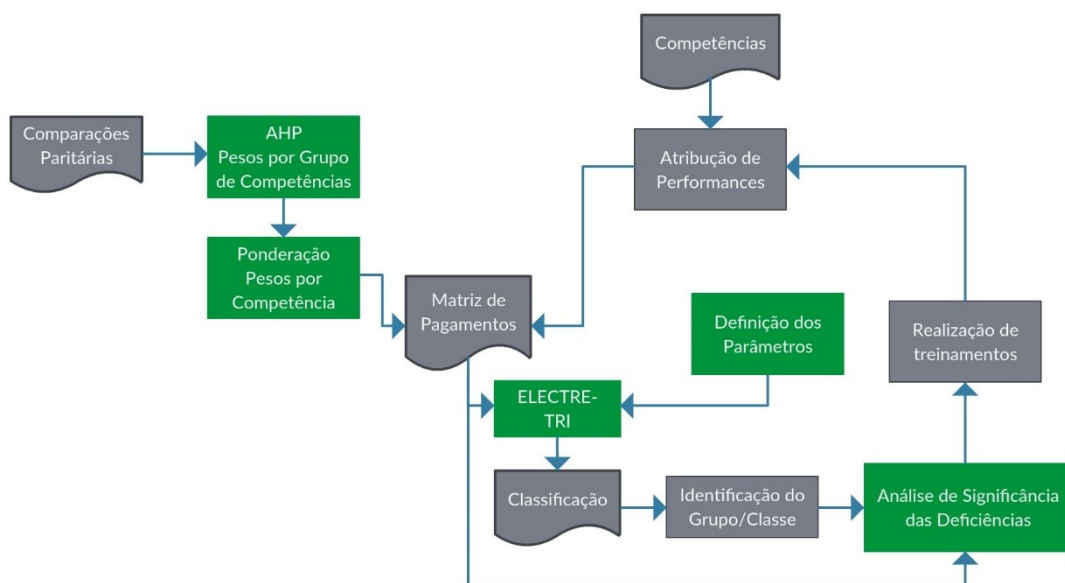 Competências
Comparações
Paritárias
AHP
Pesos por Grupo
de Competências
Atribução de
Performances
Ponderação
Pesos por
Competência
Matriz de
Pagamentos
Definição dos
Parâmetros
Realização de
treinamentos
ELECTRE-
TRI
Classificação
Identificação do
Grupo/Classe
Análise de Significância
das Deficiências